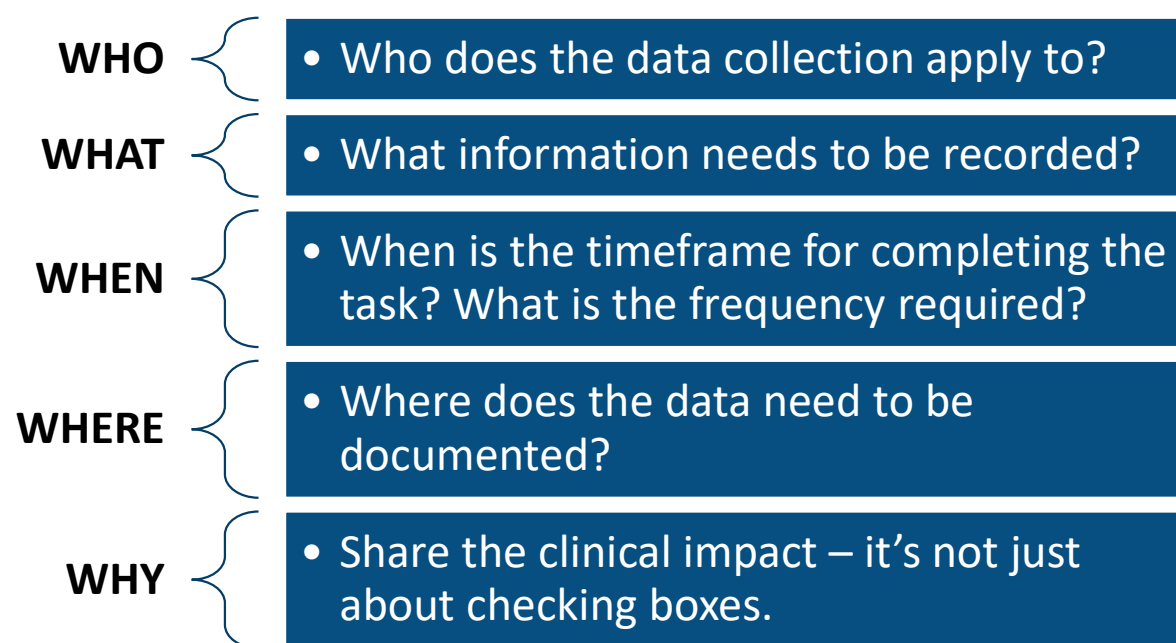 WHO
• Who does the data collection apply to?
WHAT
• What information needs to be recorded?
WHEN
• When is the timeframe for completing the
task? What is the frequency required?
WHERE
• Where does the data need to be
documented?
WHY
• Share the clinical impact – it’s not just
about checking boxes.